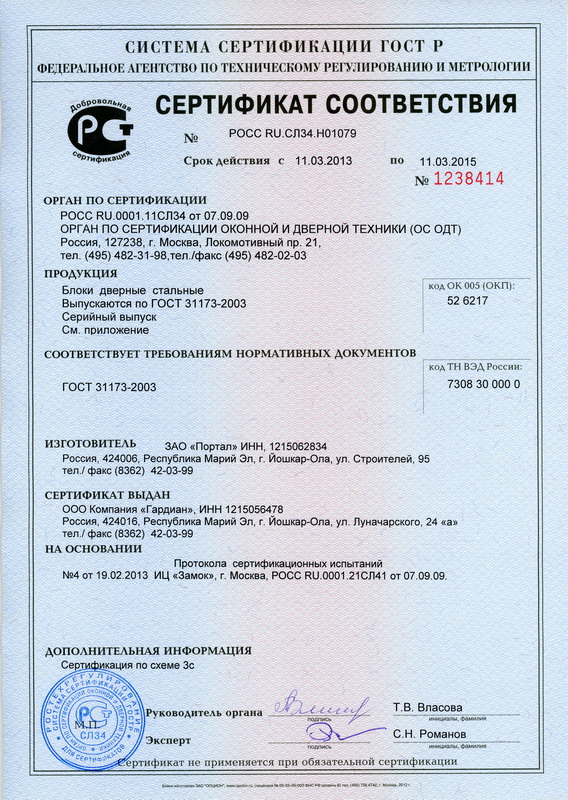 СИСТЕМА СЕРТИФИКАЦИИ ГОСТ Р
ФЕДЕРАЛЬНОЕ АГЕНТСТВО ПО ТЕХНИЧЕСКОМУ РЕГУЛИРОВАНИЮ И МЕТРОЛОГИИ
Добровольная
сертификация
СЕРТИФИКАТ СООТВЕТСТВИЯ
№ РОСС RU.СЛ34.Н01079
Срок действия с 11.03.2013 по 11.03.2015
№ 1238414
ОРГАН ПО СЕРТИФИКАЦИИ
РОСС RU.0001.11СЛ34 от 07.09.09
ОРГАН ПО СЕРТИФИКАЦИИ ОКОННОЙ И ДВЕРНОЙ ТЕХНИКИ (ОС ОДТ)
Россия, 127238, г. Москва, Локомотивный пр. 21,
тел. (495) 482-31-98,тел./факс (495) 482-02-03
ПРОДУКЦИЯ
Блоки дверные стальные
Выпускаются по ГОСТ 31173-2003
Серийный выпуск
См. приложение
код ОК 005 (ОКП):
52 6217
СООТВЕТСТВУЕТ ТРЕБОВАНИЯМ НОРМАТИВНЫХ ДОКУМЕНТОВ
ГОСТ 31173-2003
код ТН ВЭД России:
7308 30 000 0
ИЗГОТОВИТЕЛЬ ЗАО «Портал» ИНН, 1215062834
Россия, 424006, Республика Марий Эл, г. Йошкар-Ола, ул. Строителей, 95
тел./ факс (8362) 42-03-99
СЕРТИФИКАТ ВЫДАН
ООО Компания «Гардиан», ИНН 1215056478
Россия, 424016, Республика Марий Эл, г. Йошкар-Ола, ул. Луначарского, 24 «а»
тел./ факс (8362) 42-03-99
НА ОСНОВАНИИ
Протокола сертификационных испытаний
№4 от 19.02.2013 ИЦ «Замок», г. Москва, РОСС RU.0001.21СЛ41 от 07.09.09.
ДОПОЛНИТЕЛЬНАЯ ИНФОРМАЦИЯ
Сертификация по схеме 3с
РОСТЕХРЕГУЛИРОВАНИЕ
СИСТЕМА СЕРТИФИКАЦИИ ГОСТ Р
СЛ34
ДЛЯ СЕРТИФИКАТОВ
М.П.
Руководитель органа
подпись
Т.В. Власова
инициалы, фамилия
Эксперт
подпись
С.Н. Романов
инициалы, фамилия
Сертификат не применяется при обязательной сертификации